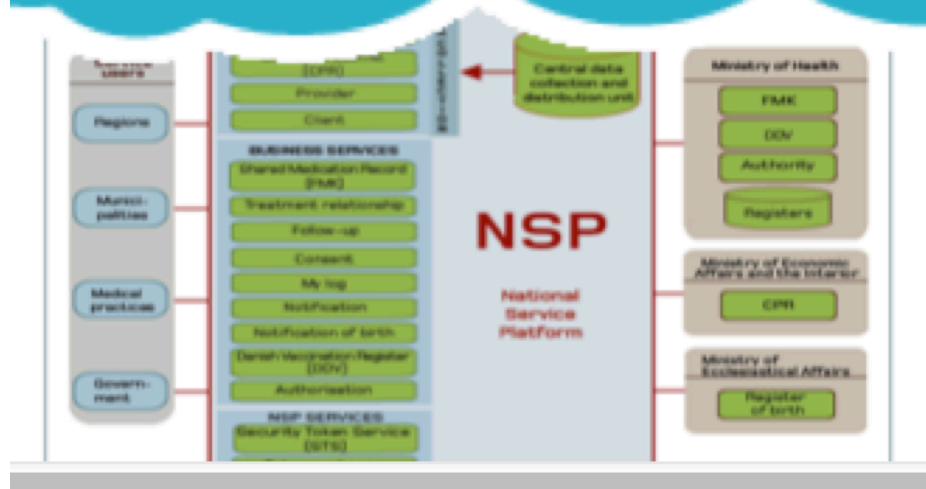 users
Regions
Munici-
palities
Medical
practices
Govern-
ment
(CPR)
Provider
Client
BUSINESS SERVICES
Shared Medication Record
(FMK)
Treatment relationship
Follow-up
Consent
My log
Notification
Notification of birth
Danish Vaccination Register
(DDV)
Authorisation
NSP SERVICES
Security Token Service
(STS)
Central data
collection and
distribution unit
NSP
National
Service
Platform
Ministry of Health
FMK
DDV
Authority
Registers
Ministry of Economic
Affairs and the Interior
CPR
Ministry of
Ecclesiastical Affairs
Register
of birth